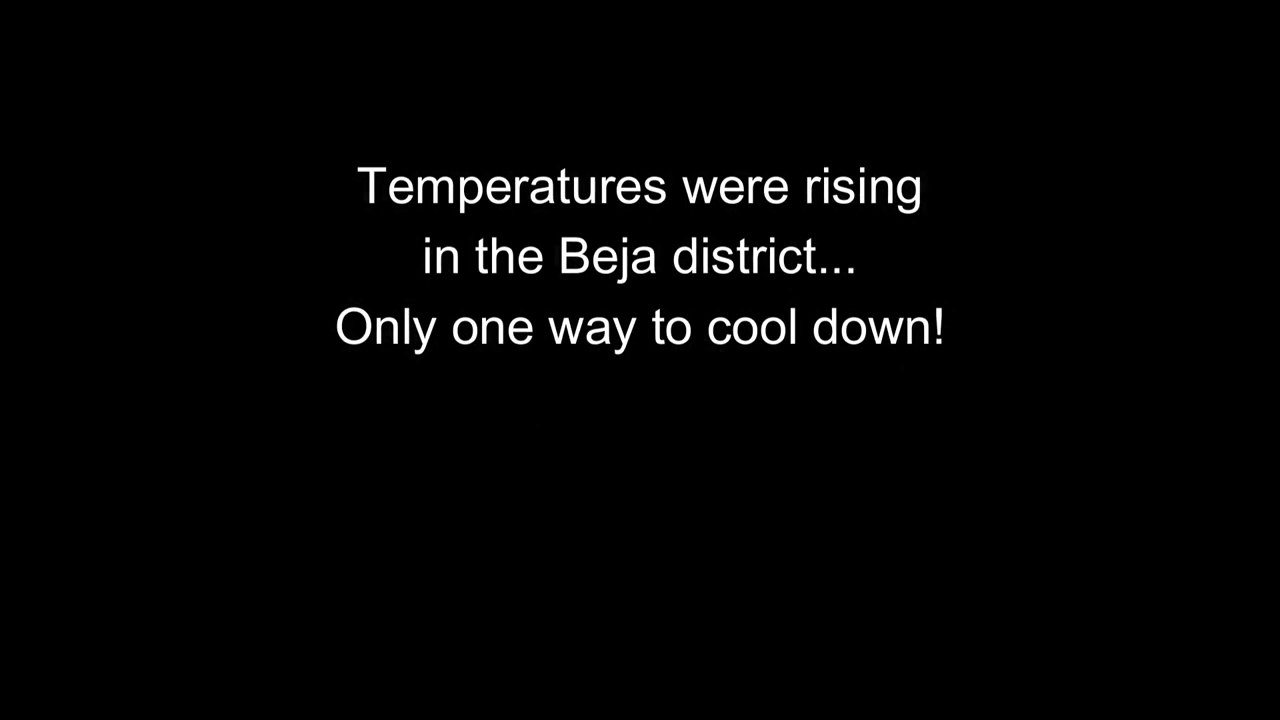 Temperatures were rising
in the Beja district...
Only one way to cool down!